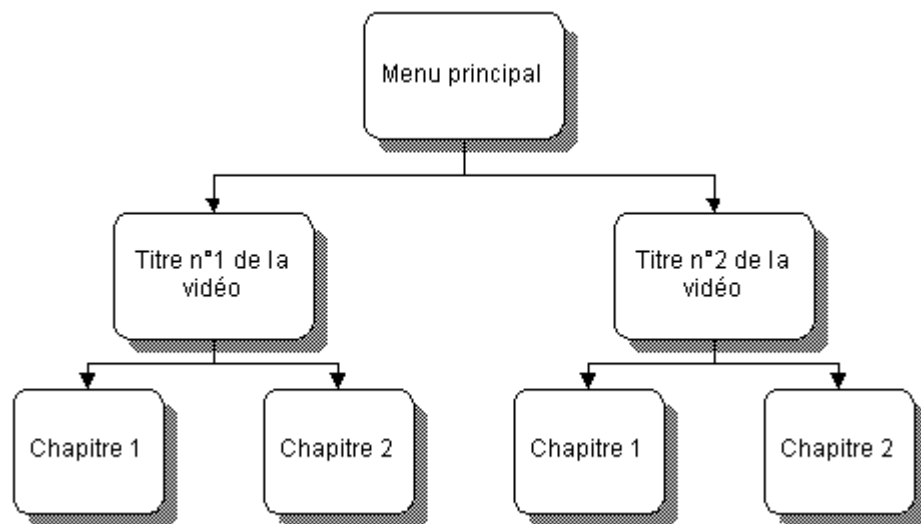 Menu principal
Titre n°1 de la
vidéo
Titre n°2 de la
vidéo
Chapitre 1
Chapitre 2
Chapitre 1
Chapitre 2